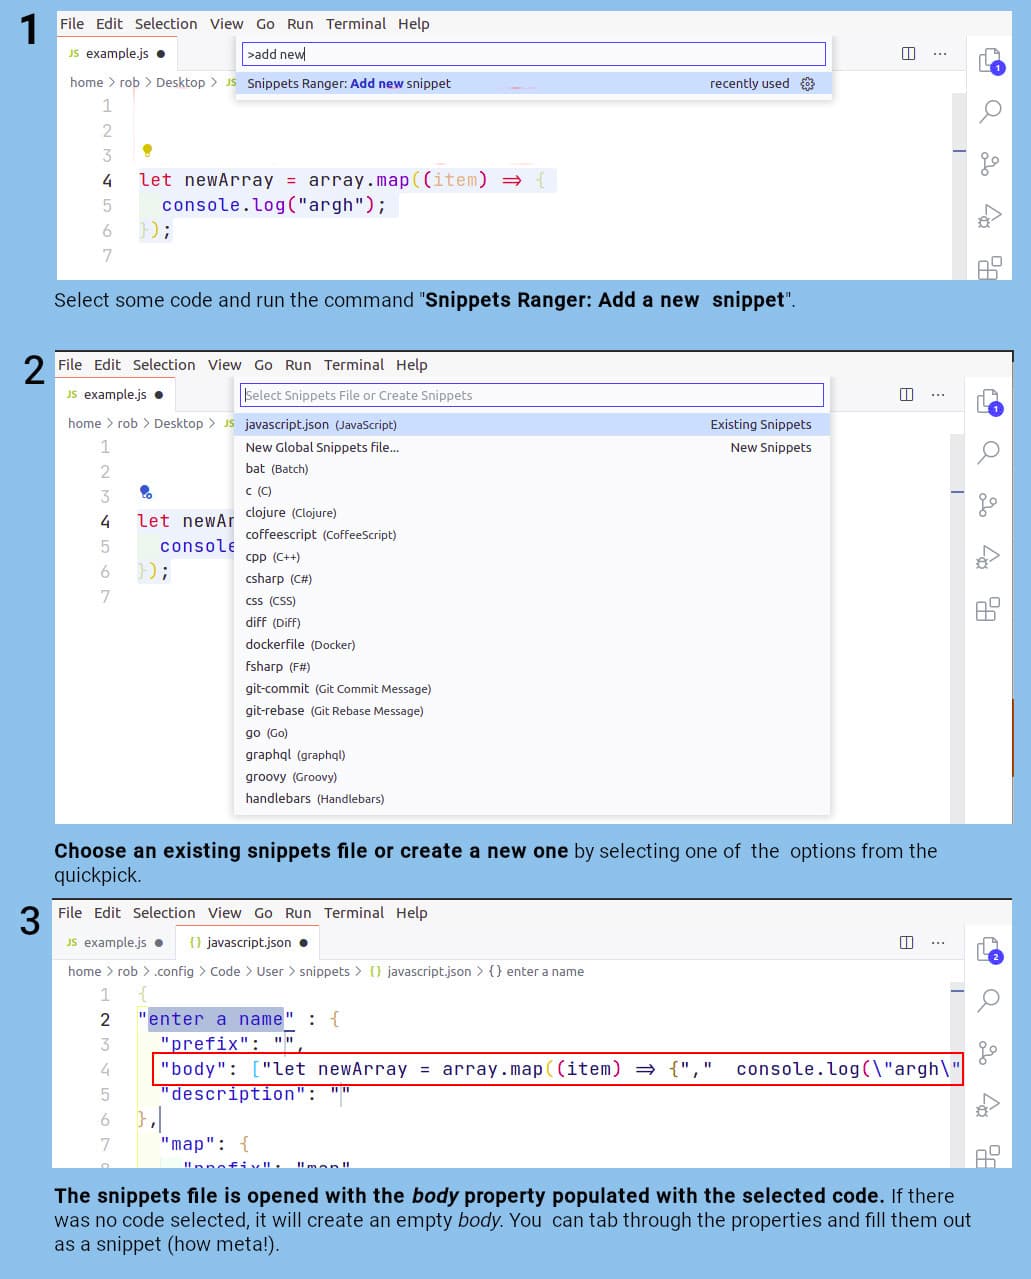 1
File Edit Selection View Go Run Terminal Help
JS example.js ●
>add new
Snippets Ranger: Add new snippet recently used
home > rob > Desktop > JS
1
1
2
3
4 let newArray = array.map((item) => {
5 console.log("argh");
6 });
7
Select some code and run the command "Snippets Ranger: Add a new snippet".
2
File Edit Selection View Go Run Terminal Help
JS example.js ●
Select Snippets File or Create Snippets
1
home > rob > Desktop > JS
javascript.json (JavaScript) Existing Snippets
New Global Snippets file... New Snippets
bat (Batch)
c (C)
clojure (Clojure)
coffeescript (CoffeeScript)
cpp (C++)
csharp (C#)
css (CSS)
diff (Diff)
dockerfile (Docker)
fsharp (F#)
git-commit (Git Commit Message)
git-rebase (Git Rebase Message)
go (Go)
graphql (graphql)
groovy (Groovy)
handlebars (Handlebars)
1
2
3
4 let newAr
5 console
6 });
7
Choose an existing snippets file or create a new one by selecting one of the options from the
quickpick.
3
File Edit Selection View Go Run Terminal Help
JS example.js ● {} javascript.json ●
2
home > rob > .config > Code > User > snippets > {} javascript.json > {} enter a name
1 {
2 "enter a name" : {
3 "prefix": "",
4 "body": ["let newArray = array.map((item) => {"," console.log(\"argh\"
5 "description": ""
6 },
7 "map": {
8 "prefix": "map"
The snippets file is opened with the body property populated with the selected code. If there
was no code selected, it will create an empty body. You can tab through the properties and fill them out
as a snippet (how meta!).